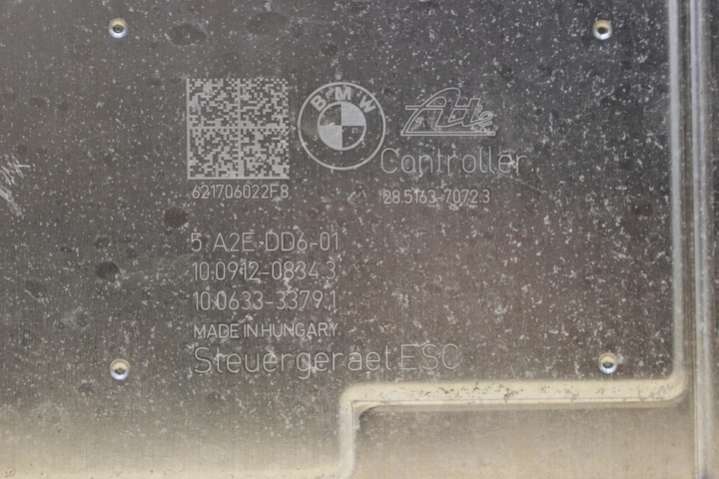 BMW
Ate
Controller
621706022F8
28.5163-7072.3
5 A2E DD6-01
10.0912-0834.3
10.0633-3379.1
MADE IN HUNGARY
Steuergeraet ESC